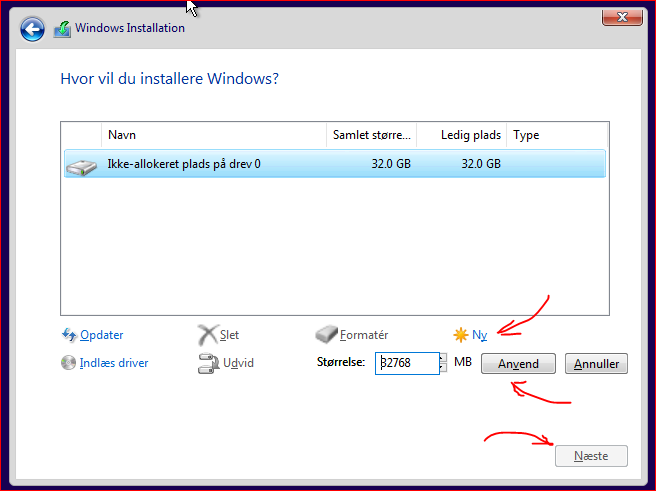 Windows Installation
Hvor vil du installere Windows?
Navn Samlet større... Ledig plads Type
Ikke-allokeret plads på drev 0 32.0 GB 32.0 GB
Opdater Slet Formatér Ny
Indlæs driver Udvid Størrelse: 32768 MB Anvend Annuller
Næste